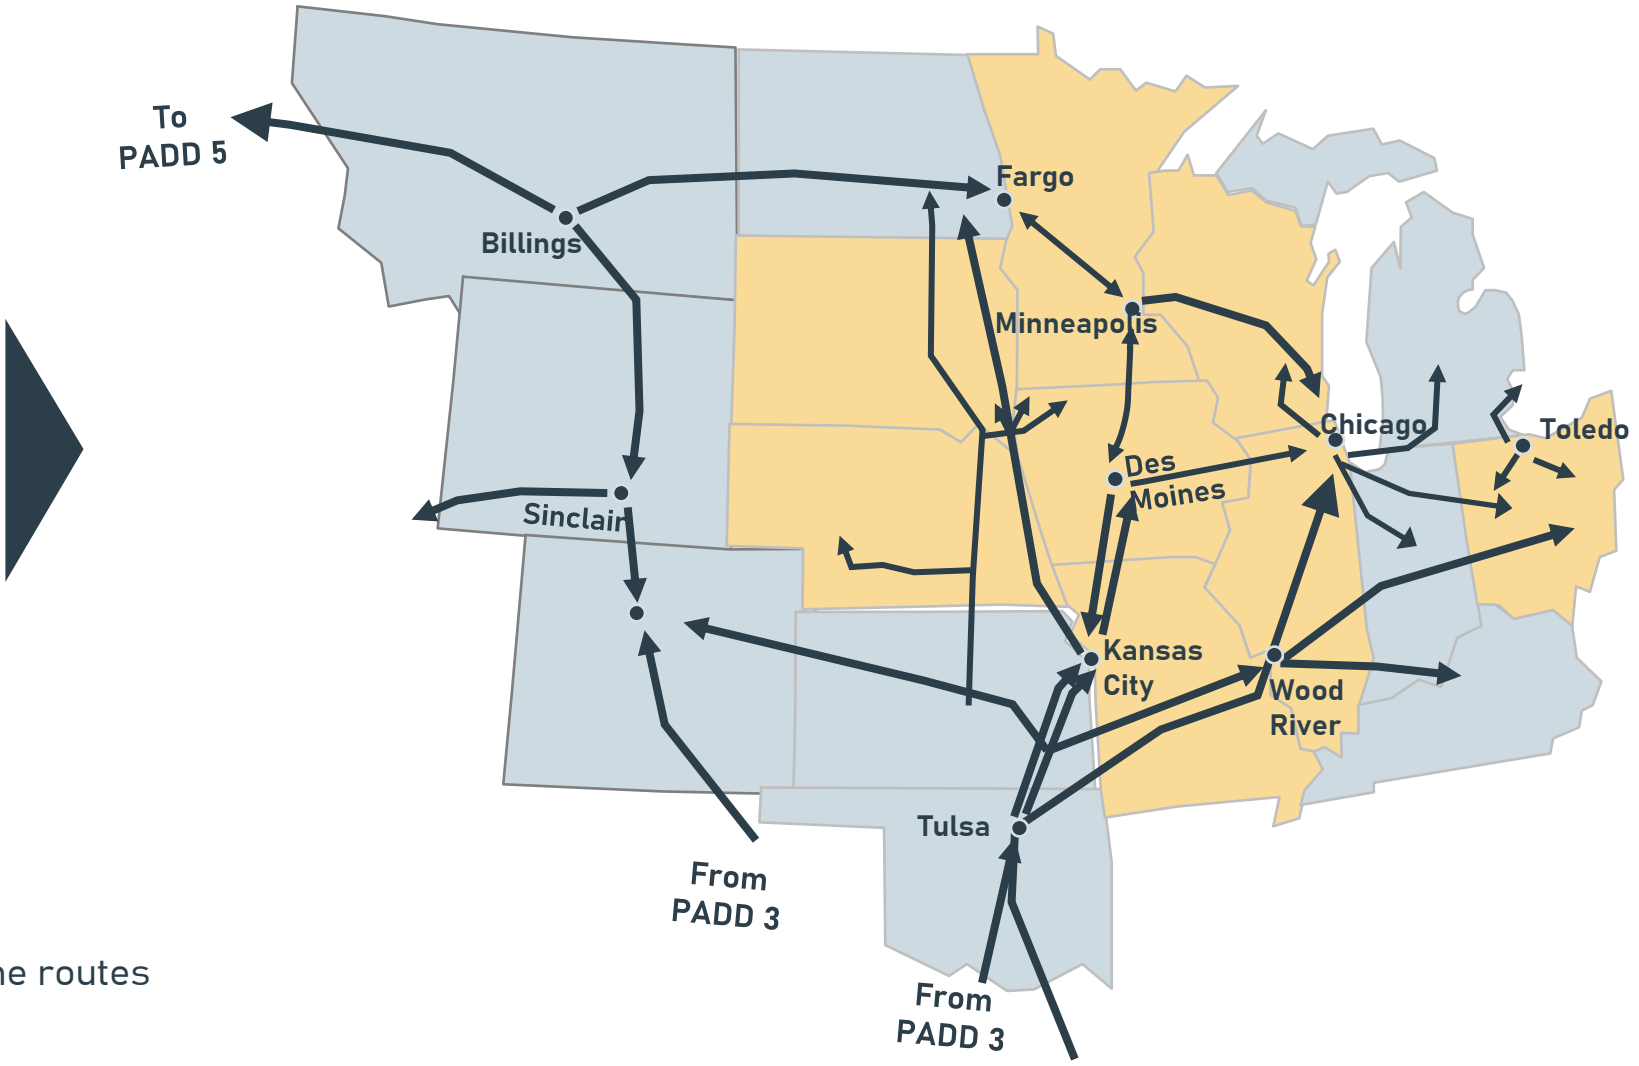 To
PADD 5
Fargo
Billings
Minneapolis
Chicago
Toledo
Des
Moines
Sinclair
Kansas
City
Wood
River
Tulsa
From
PADD 3
routes
From
PADD 3